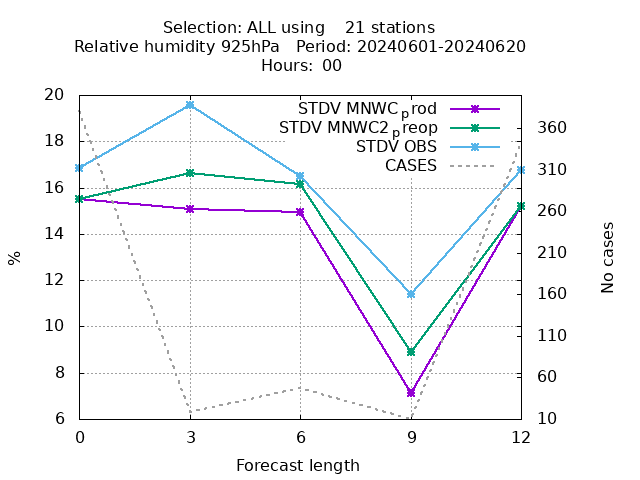 Selection: ALL using    21 stations
Relative humidity 925hPa   Period: 20240601-20240620
Hours: 00
STDV MNWC_prod
STDV MNWC2_preop
STDV OBS
CASES
20
18
16
14
12
10
8
6
360
310
260
210
160
110
60
10
%
No cases
0 3 6 9 12
Forecast length